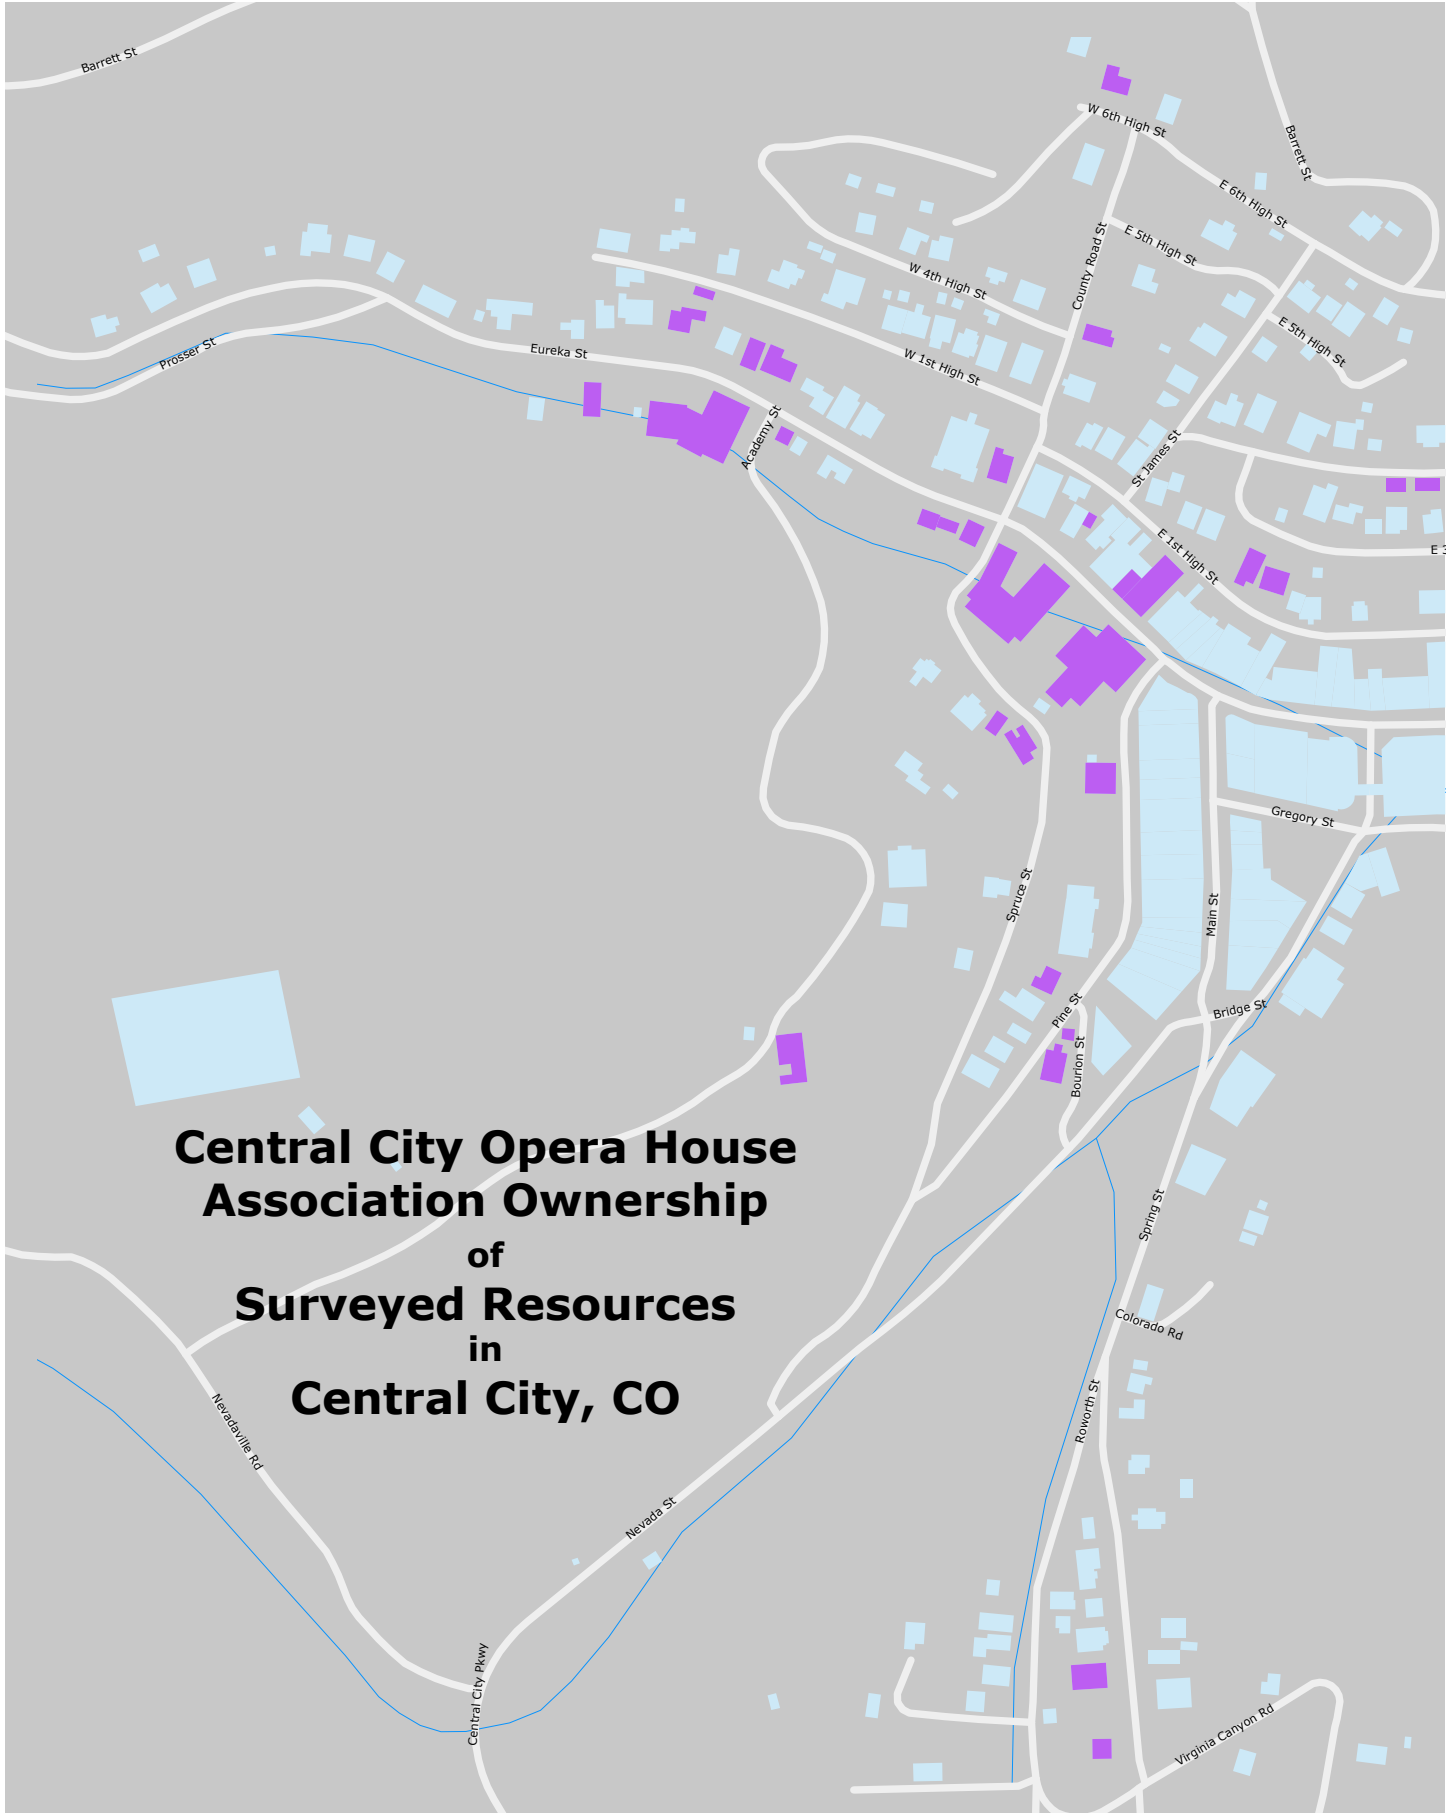 Barrett St
W 6th High St
Barrett St
E 6th High St
E 5th High St
County Road St
W 4th High St
E 5th High St
Prosser St
Eureka St
W 1st High St
Academy St
St James St
E 1st High St
E 3
Gregory St
Spruce St
Main St
Pine St
Bridge St
Bourion St
Central City Opera House
Association Ownership
of
Surveyed Resources
in
Central City, CO
Spring St
Colorado Rd
Nevadaville Rd
Roworth St
Nevada St
Central City Pkwy
Virginia Canyon Rd